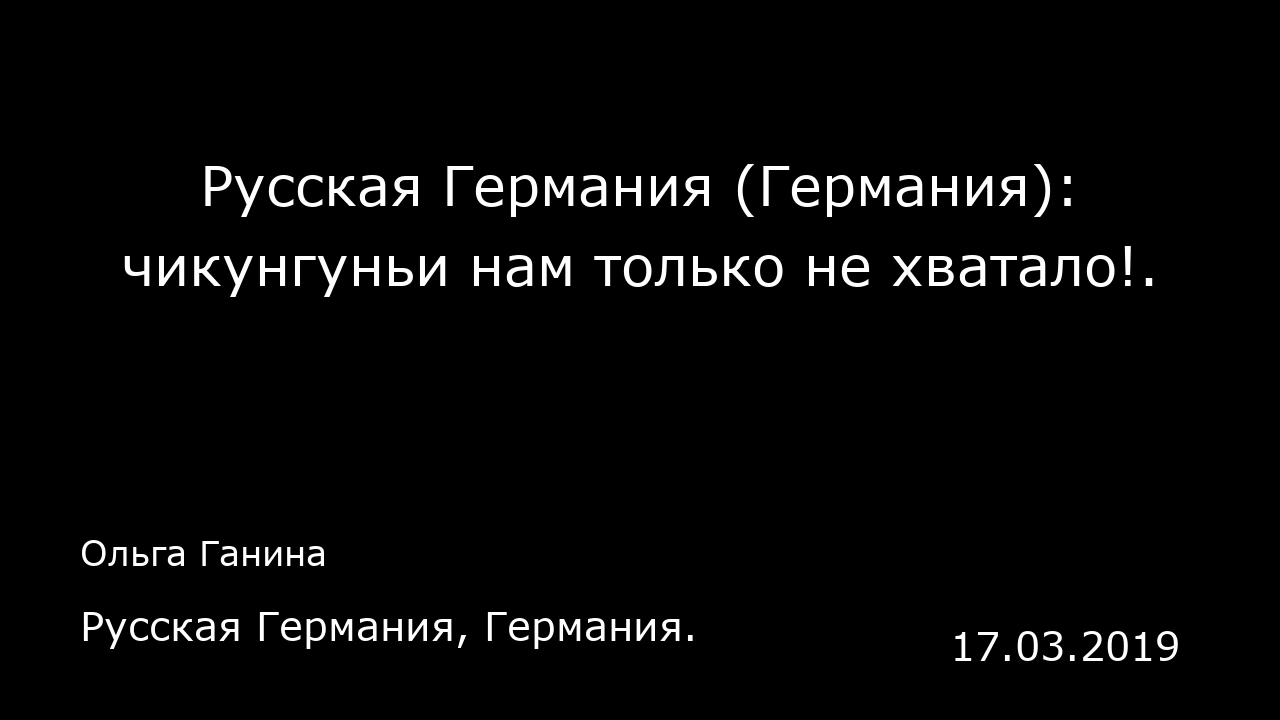 Русская Германия (Германия):
чикунгуньи нам только не хватало!.
Ольга Ганина
Русская Германия, Германия.
17.03.2019